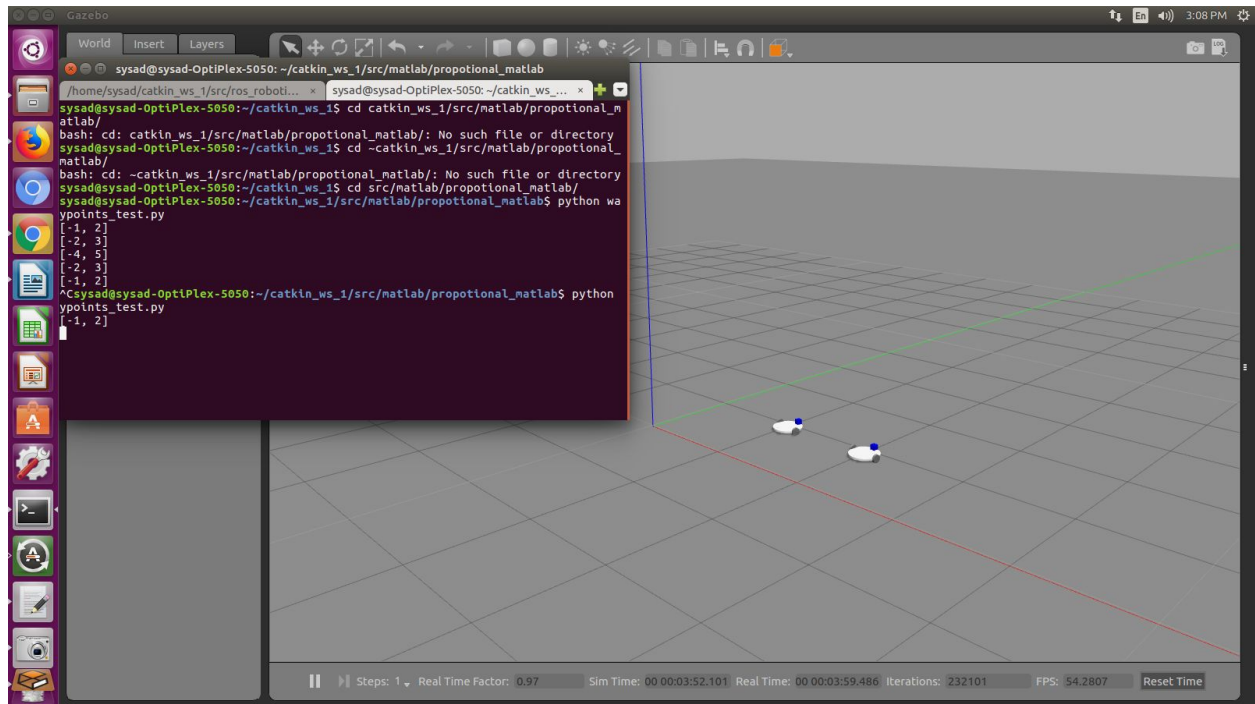 Gazebo
En
3:08 PM
World Insert Layers
LOG
sysad@sysad-OptiPlex-5050: ~/catkin_ws_1/src/matlab/propotional_matlab
/home/sysad/catkin_ws_1/src/ros_roboti... × sysad@sysad-OptiPlex-5050: ~/catkin_ws_... ×
sysad@sysad-OptiPlex-5050:~/catkin_ws_1$ cd catkin_ws_1/src/matlab/propotional_m
atlab/
bash: cd: catkin_ws_1/src/matlab/propotional_matlab/: No such file or directory
sysad@sysad-OptiPlex-5050:~/catkin_ws_1$ cd ~catkin_ws_1/src/matlab/propotional_
matlab/
bash: cd: ~catkin_ws_1/src/matlab/propotional_matlab/: No such file or directory
sysad@sysad-OptiPlex-5050:~/catkin_ws_1$ cd src/matlab/propotional_matlab/
sysad@sysad-OptiPlex-5050:~/catkin_ws_1/src/matlab/propotional_matlab$ python wa
ypoints_test.py
[-1, 2]
[-2, 3]
[-4, 5]
[-2, 3]
[-1, 2]
^Csysad@sysad-OptiPlex-5050:~/catkin_ws_1/src/matlab/propotional_matlab$ python
ypoints_test.py
[-1, 2]
Steps: 1 Real Time Factor: 0.97 Sim Time: 00 00:03:52.101 Real Time: 00 00:03:59.486 Iterations: 232101 FPS: 54.2807 Reset Time